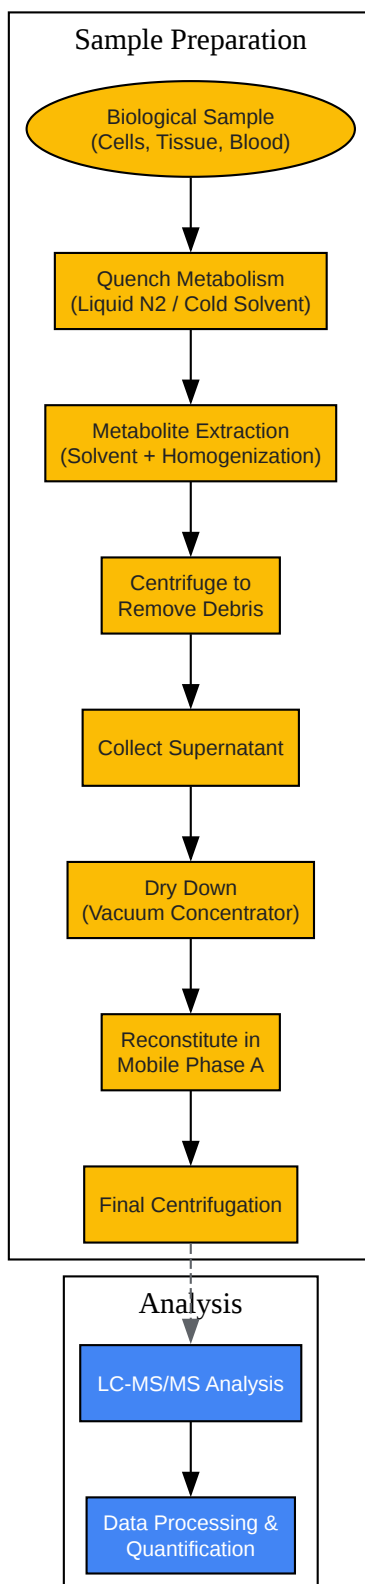 Sample Preparation
Biological Sample
(Cells, Tissue, Blood)
Quench Metabolism
(Liquid N2 / Cold Solvent)
Metabolite Extraction
(Solvent + Homogenization)
Centrifuge to
Remove Debris
Collect Supernatant
Dry Down
(Vacuum Concentrator)
Reconstitute in
Mobile Phase A
Final Centrifugation
Analysis
LC-MS/MS Analysis
Data Processing &
Quantification